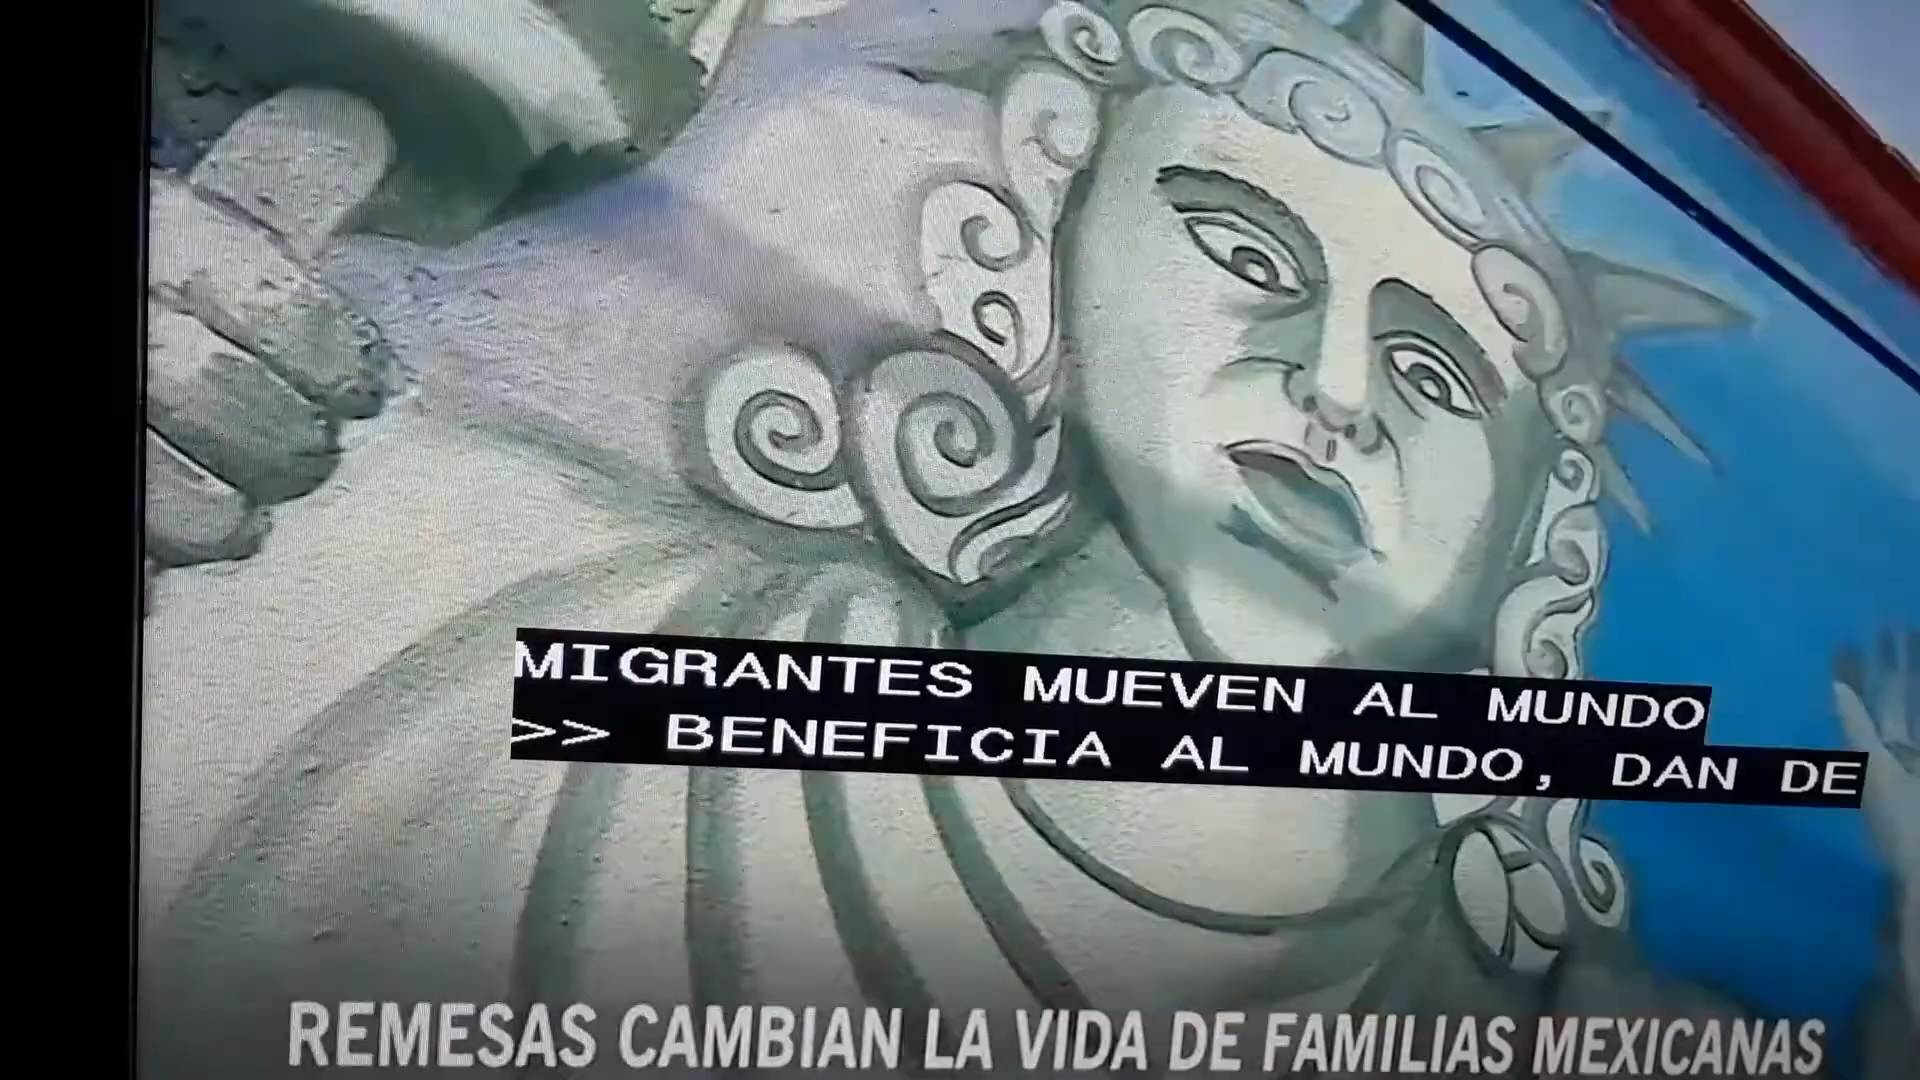 MIGRANTES MUEVEN AL MUNDO
>> BENEFICIA AL MUNDO, DAN DE
REMESAS CAMBIAN LA VIDA DE FAMILIAS MEXICANAS